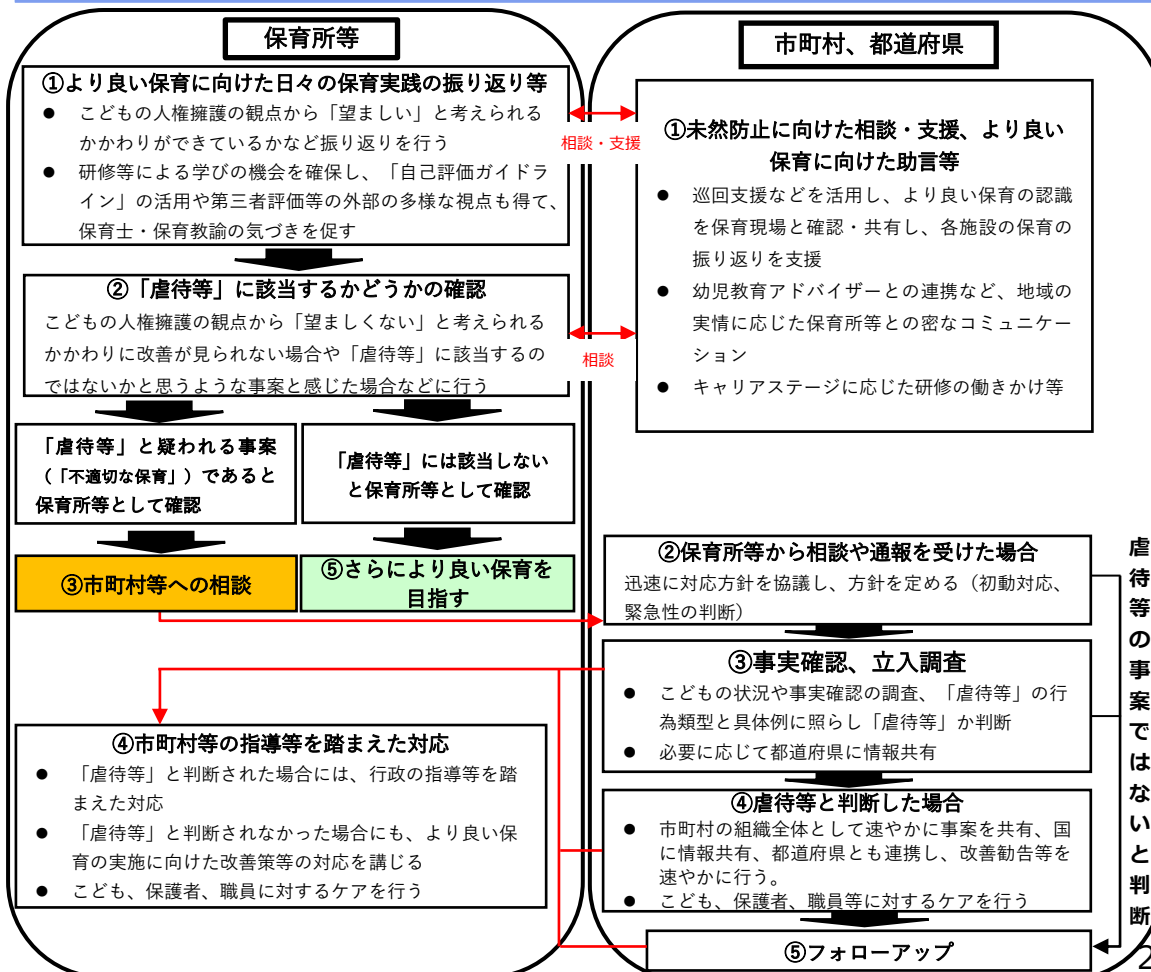 保育所等
①より良い保育に向けた日々の保育実践の振り返り等
● こどもの人権擁護の観点から「望ましい」と考えられる
かかわりができているかなど振り返りを行う
● 研修等による学びの機会を確保し、「自己評価ガイドラ
イン」の活用や第三者評価等の外部の多様な視点も得て、
保育士・保育教諭の気づきを促す
②「虐待等」に該当するかどうかの確認
こどもの人権擁護の観点から「望ましくない」と考えられる
かかわりに改善が見られない場合や「虐待等」に該当するの
ではないかと思うような事案と感じた場合などに行う
「虐待等」と疑われる事案
（「不適切な保育」）であると
保育所等として確認
「虐待等」には該当しない
と保育所等として確認
③市町村等への相談
⑤さらにより良い保育を
目指す
④市町村等の指導等を踏まえた対応
● 「虐待等」と判断された場合には、行政の指導等を踏
まえた対応
● 「虐待等」と判断されなかった場合にも、より良い保
育の実施に向けた改善策等の対応を講じる
● こども、保護者、職員に対するケアを行う
相談・支援
相談
市町村、都道府県
①未然防止に向けた相談・支援、より良い
保育に向けた助言等
● 巡回支援などを活用し、より良い保育の認識
を保育現場と確認・共有し、各施設の保育の
振り返りを支援
● 幼児教育アドバイザーとの連携など、地域の
実情に応じた保育所等との密なコミュニケー
ション
● キャリアステージに応じた研修の働きかけ等
②保育所等から相談や通報を受けた場合
迅速に対応方針を協議し、方針を定める（初動対応、
緊急性の判断）
③事実確認、立入調査
● こどもの状況や事実確認の調査、「虐待等」の行
為類型と具体例に照らし「虐待等」か判断
● 必要に応じて都道府県に情報共有
④虐待等と判断した場合
● 市町村の組織全体として速やかに事案を共有、国
に情報共有、都道府県とも連携し、改善勧告等を
速やかに行う。
● こども、保護者、職員等に対するケアを行う
⑤フォローアップ
虐待等の事案ではないと判断
2